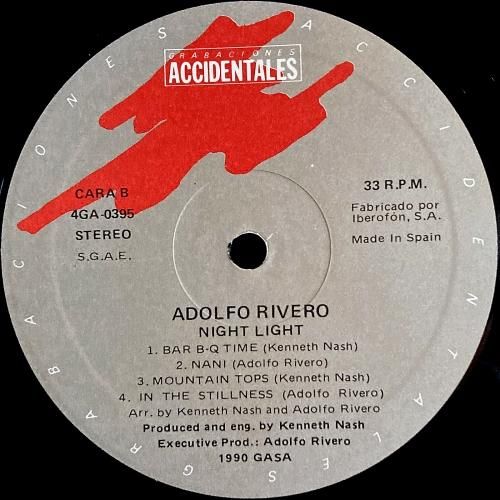 GRABACIONES ACCIDENTALES
GRABACIONES
ACCIDENTALES
CARA B
4GA-0395
STEREO
S.G.A.E.
33 R.P.M.
Fabricado por
Iberofón, S.A.
Made In Spain
ADOLFO RIVERO
NIGHT LIGHT
1. BAR B-Q TIME (Kenneth Nash)
2. NANI (Adolfo Rivero)
3. MOUNTAIN TOPS (Kenneth Nash)
4. IN THE STILLNESS (Adolfo Rivero)
Arr. by Kenneth Nash and Adolfo Rivero
Produced and eng. by Kenneth Nash
Executive Prod.: Adolfo Rivero
1990 GASA